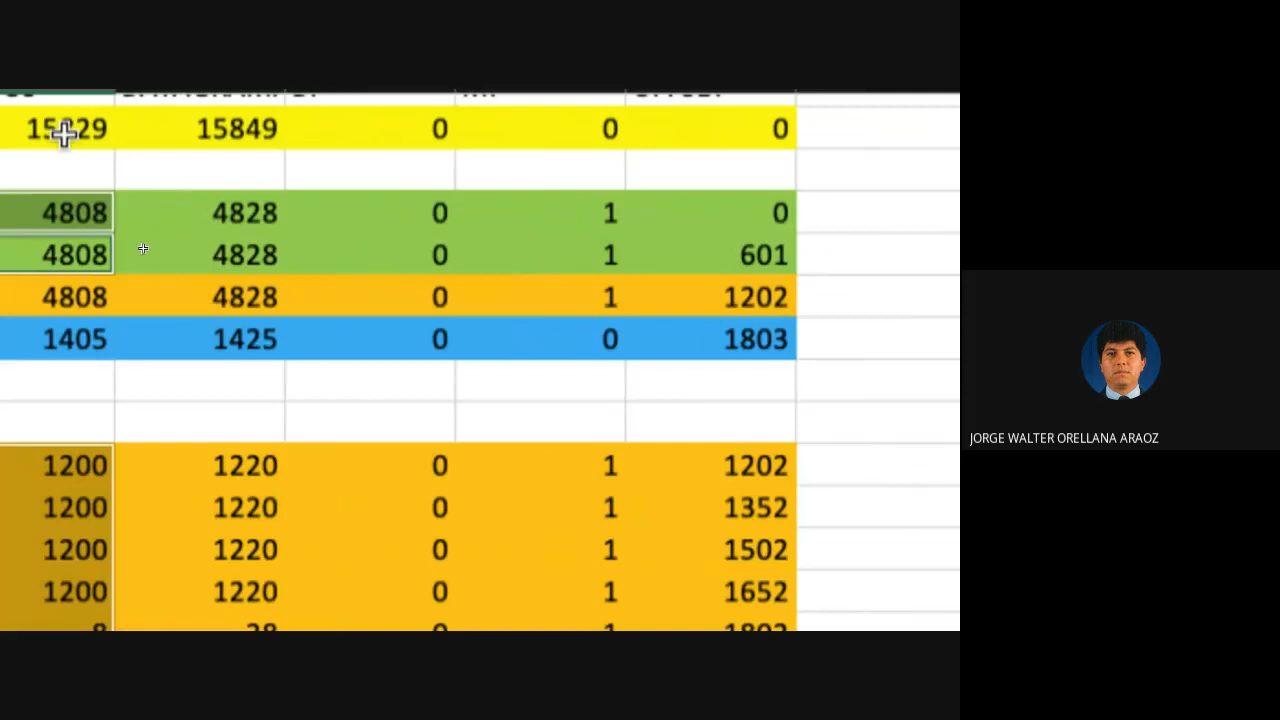 15829 15849 0 0 0
4808 4828 0 1 0
4808 4828 0 1 601
4808 4828 0 1 1202
1405 1425 0 0 1803
1200 1220 0 1 1202
1200 1220 0 1 1352
1200 1220 0 1 1502
1200 1220 0 1 1652
JORGE WALTER ORELLANA ARAOZ